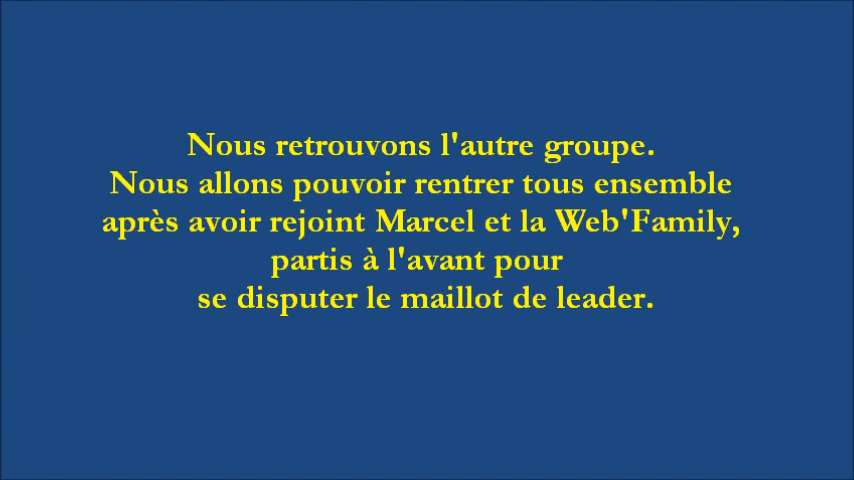 Nous retrouvons l'autre groupe.
Nous allons pouvoir rentrer tous ensemble
après avoir rejoint Marcel et la Web'Family,
partis à l'avant pour
se disputer le maillot de leader.